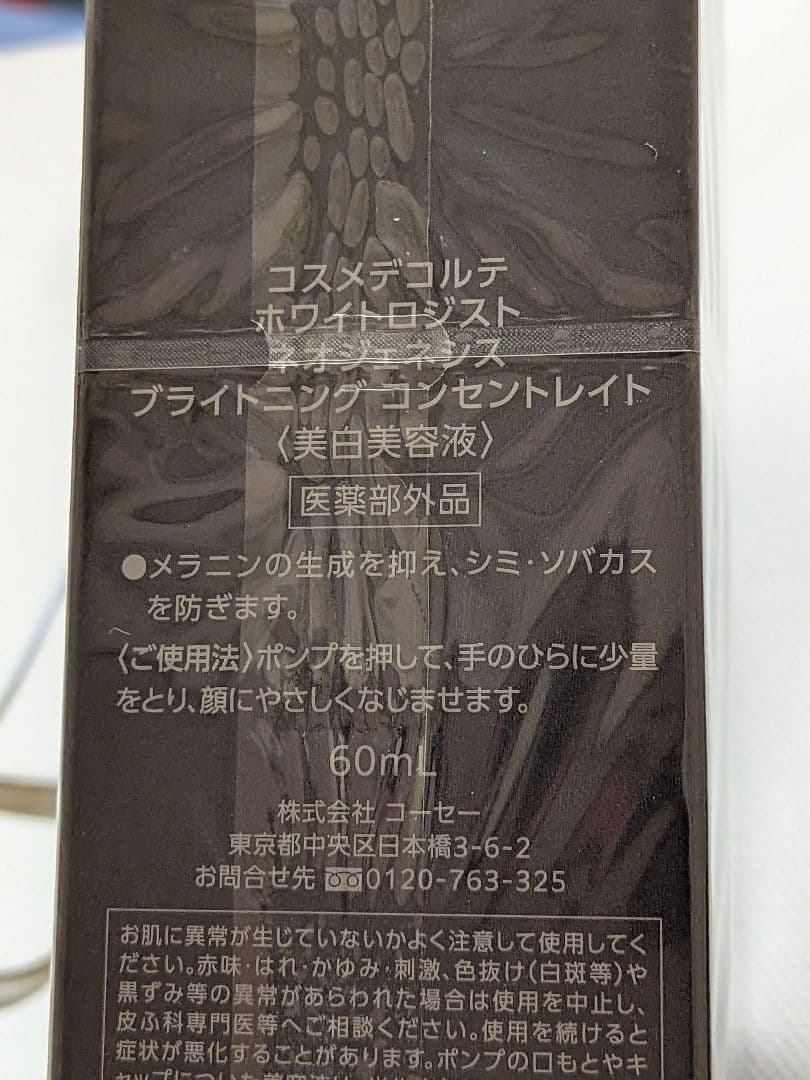 コスメデコルテ
ホワイトロジスト
ネオジェネシス
ブライトニング コンセントレイト
〈美白美容液〉
医薬部外品
●メラニンの生成を抑え、シミ・ソバカス
を防ぎます。
〈ご使用法〉ポンプを押して、手のひらに少量
をとり、顔にやさしくなじませます。
60mL
株式会社 コーセー
東京都中央区日本橋3-6-2
お問合せ先 0120-763-325
お肌に異常が生じていないかよく注意して使用してく
ださい。赤味・はれ・かゆみ・刺激、色抜け(白斑等)や
黒ずみ等の異常があらわれた場合は使用を中止し、
皮ふ科専門医等へご相談ください。使用を続けると
症状が悪化することがあります。ポンプの口もとやキ